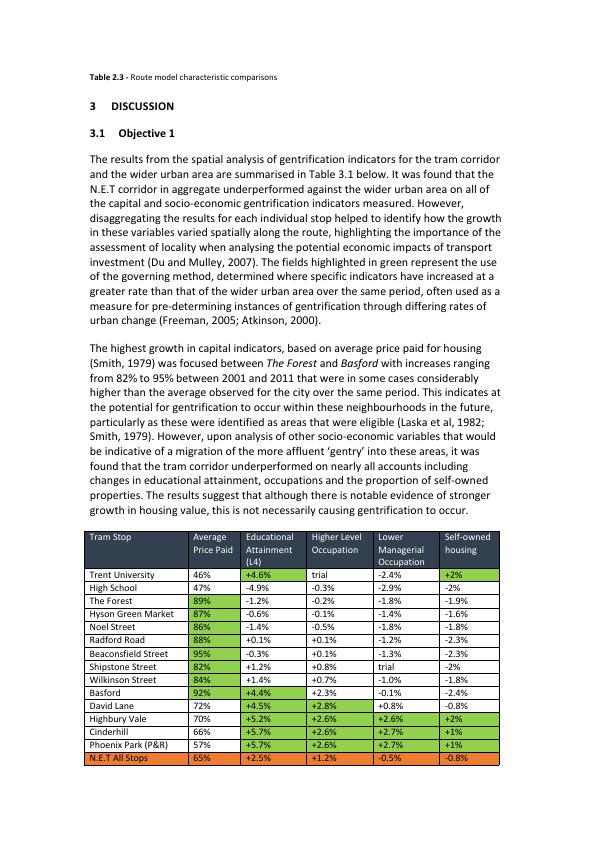 Table 2.3 - Route model characteristic comparisons
3 DISCUSSION
3.1 Objective 1
The results from the spatial analysis of gentrification indicators for the tram corridor
and the wider urban area are summarised in Table 3.1 below. It was found that the
N.E.T corridor in aggregate underperformed against the wider urban area on all of
the capital and socio-economic gentrification indicators measured. However,
disaggregating the results for each individual stop helped to identify how the growth
in these variables varied spatially along the route, highlighting the importance of the
assessment of locality when analysing the potential economic impacts of transport
investment (Du and Mulley, 2007). The fields highlighted in green represent the use
of the governing method, determined where specific indicators have increased at a
greater rate than that of the wider urban area over the same period, often used as a
measure for pre-determining instances of gentrification through differing rates of
urban change (Freeman, 2005; Atkinson, 2000).
The highest growth in capital indicators, based on average price paid for housing
(Smith, 1979) was focused between The Forest and Basford with increases ranging
from 82% to 95% between 2001 and 2011 that were in some cases considerably
higher than the average observed for the city over the same period. This indicates at
the potential for gentrification to occur within these neighbourhoods in the future,
particularly as these were identified as areas that were eligible (Laska et al, 1982;
Smith, 1979). However, upon analysis of other socio-economic variables that would
be indicative of a migration of the more affluent ‘gentry’ into these areas, it was
found that the tram corridor underperformed on nearly all accounts including
changes in educational attainment, occupations and the proportion of self-owned
properties. The results suggest that although there is notable evidence of stronger
growth in housing value, this is not necessarily causing gentrification to occur.
Tram Stop Average Educational Higher Level Lower Self-owned
Price Paid Attainment Occupation Managerial housing
(L4) Occupation
Trent University 46% +4.6% trial -2.4% +2%
High School 47% -4.9% -0.3% -2.9% -2%
The Forest 89% -1.2% -0.2% -1.8% -1.9%
Hyson Green Market 87% -0.6% -0.1% -1.4% -1.6%
Noel Street 86% -1.4% -0.5% -1.8% -1.8%
Radford Road 88% +0.1% +0.1% -1.2% -2.3%
Beaconsfield Street 95% -0.3% +0.1% -1.3% -2.3%
Shipstone Street 82% +1.2% +0.8% trial -2%
Wilkinson Street 84% +1.4% +0.7% -1.0% -1.8%
Basford 92% +4.4% +2.3% -0.1% -2.4%
David Lane 72% +4.5% +2.8% +0.8% -0.8%
Highbury Vale 70% +5.2% +2.6% +2.6% +2%
Cinderhill 66% +5.7% +2.6% +2.7% +1%
Phoenix Park (P&R) 57% +5.7% +2.6% +2.7% +1%
N.E.T All Stops 65% +2.5% +1.2% -0.5% -0.8%